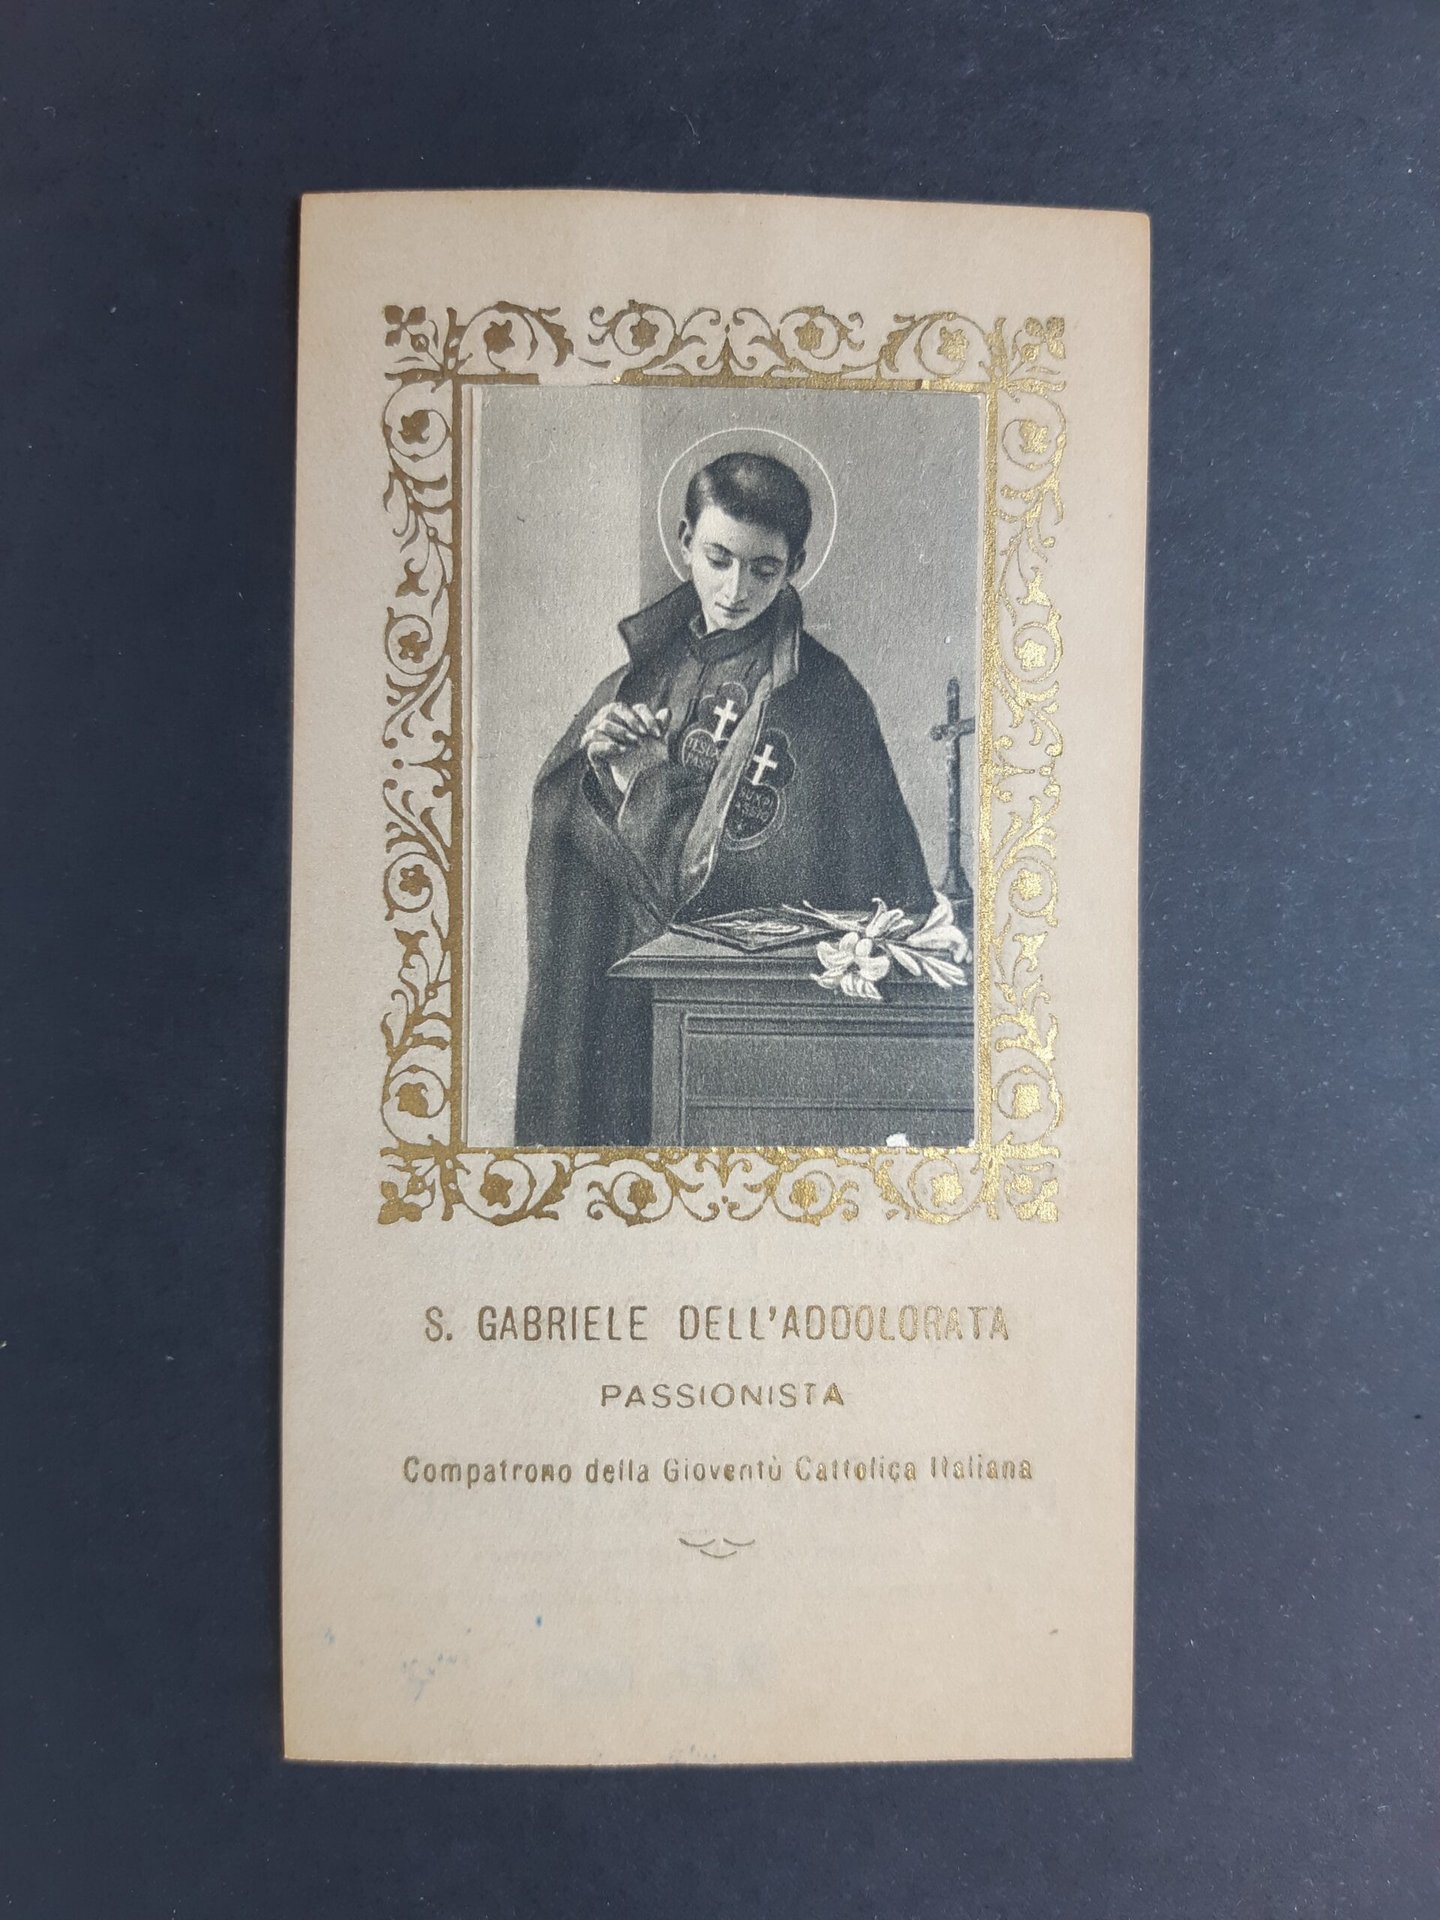 S. GABRIELE DELL'ADDOLORATA
PASSIONISTA
Compatrono della Gioventù Cattolica Italiana